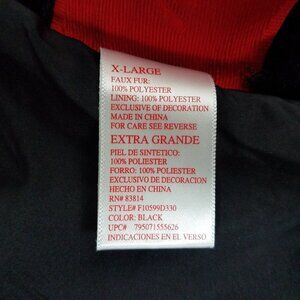 X-LARGE
FAUX FUR:
100% POLYESTER
LINING: 100% POLYESTER
EXCLUSIVE OF DECORATION
MADE IN CHINA
FOR CARE SEE REVERSE
EXTRA GRANDE
PIEL DE SINTETICO:
100% POLIESTER
FORRO: 100% POLIESTER
EXCLUSIVO DE DECORACION
HECHO EN CHINA
RN# 83814
STYLE# F10599D330
COLOR: BLACK
UPC# 795071555626
INDICACIONES EN EL VERSO